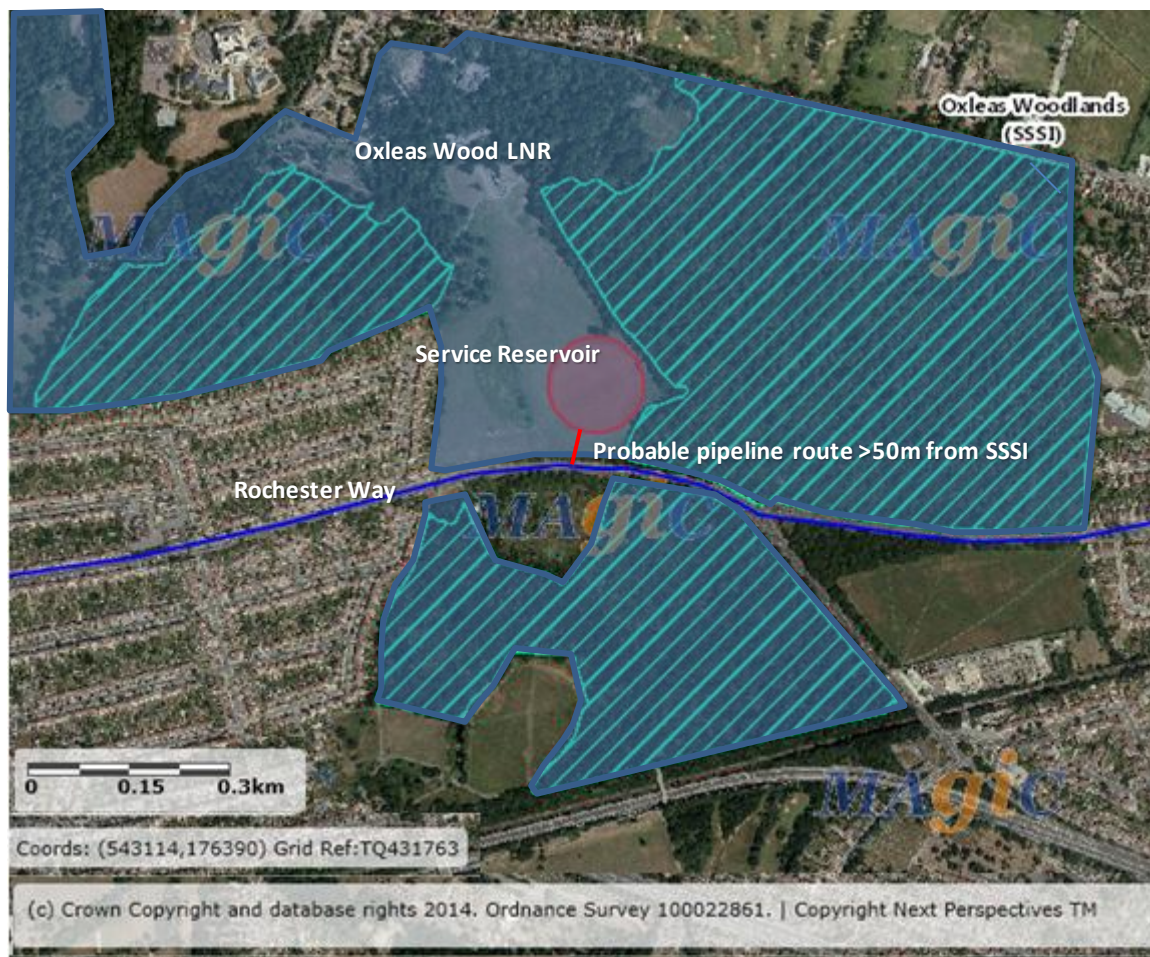 Oxleas Woodlands
(SSSI)
Oxleas Wood LNR
MAgiC
MAgiC
Service Reservoir
Probable pipeline route >50m from SSSI
Rochester Way
MAgiC
0 0.15 0.3km
MAgiC
Coords: (543114,176390) Grid Ref:TQ431763
(c) Crown Copyright and database rights 2014. Ordnance Survey 100022861. | Copyright Next Perspectives TM